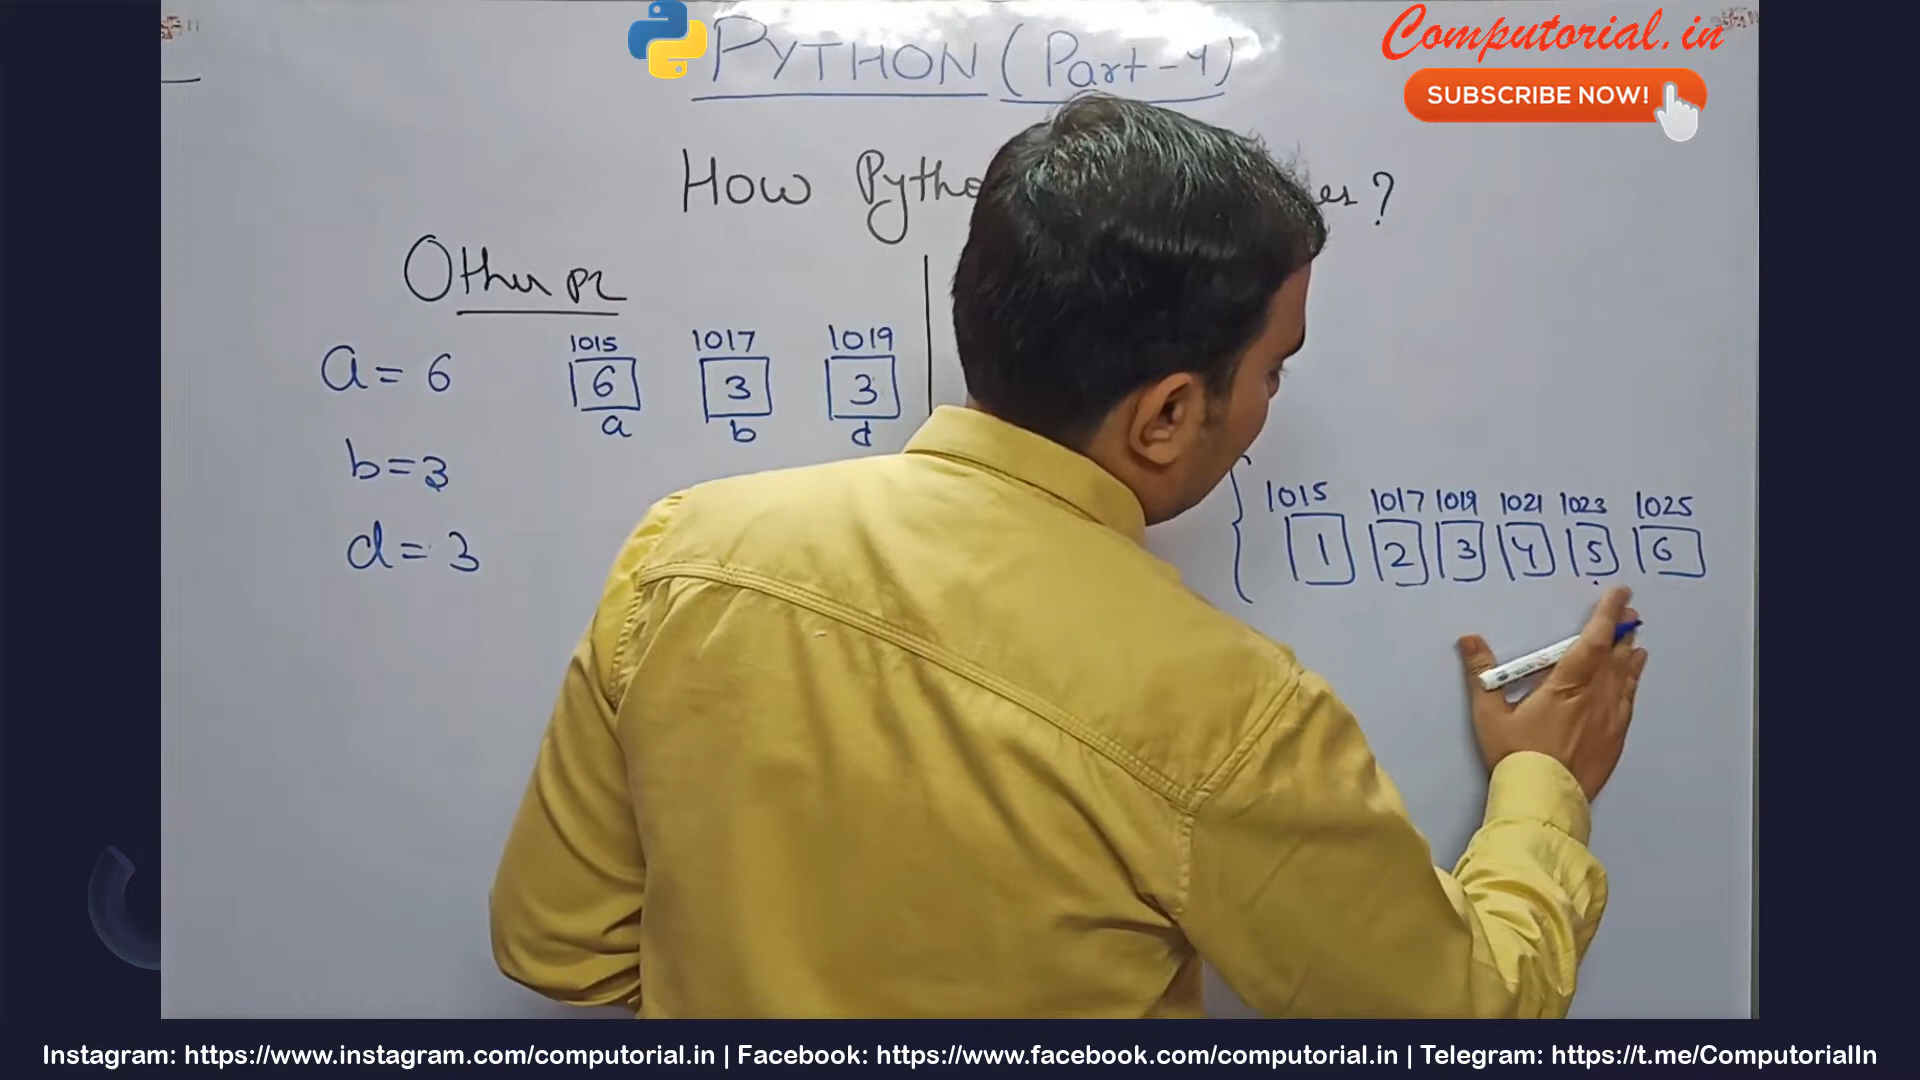 PYTHON (Part-4)
Computorial.in
SUBSCRIBE NOW!
How
Other
a = 6
b = 3
d = 3
1015 1017 1019
6 3 3
a b d
1015 1017 1019 1021 1023 1025
1 2 3 4 5 6
Instagram: https://www.instagram.com/computorial.in | Facebook: https://www.facebook.com/computorial.in | Telegram: https://t.me/ComputorialIn